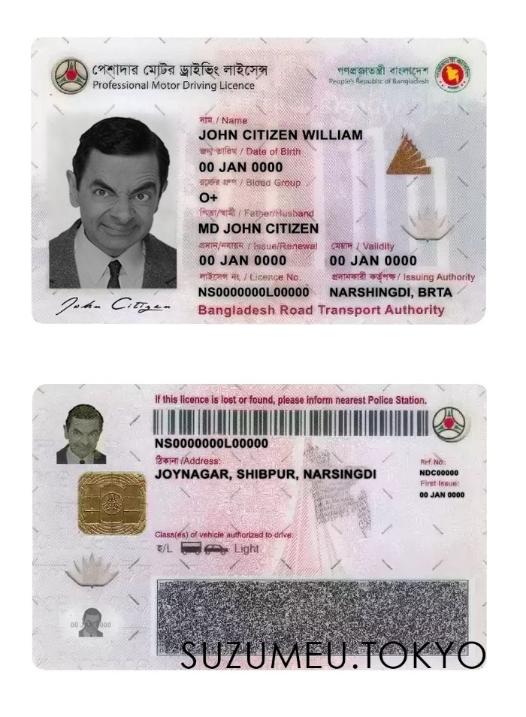 পেশাদার মোটর ড্রাইভিং লাইসেন্স
Professional Motor Driving Licence
গণপ্রজাতন্ত্রী বাংলাদেশ
People's Republic of Bangladesh
নাম / Name
JOHN CITIZEN WILLIAM
জন্ম তারিখ / Date of Birth
00 JAN 0000
রক্তের গ্রুপ / Blood Group
O+
পিতা/স্বামী / Father/Husband
MD JOHN CITIZEN
প্রদান/নবায়ন / Issue/Renewal মেয়াদ / Validity
00 JAN 0000 00 JAN 0000
লাইসেন্স নং / Licence No. প্রদানকারী কর্তৃপক্ষ / Issuing Authority
NS0000000L00000 NARSHINGDI, BRTA
Bangladesh Road Transport Authority
John Citizen
If this licence is lost or found, please inform nearest Police Station.
NS0000000L00000
ঠিকানা /Address:
JOYNAGAR, SHIBPUR, NARSINGDI
Ref.No:
NDC00000
First Issue:
00 JAN 0000
Class(es) of vehicle authorized to drive:
হ/L Light
00 JAN 0000
SUZUMEU.TOKYO